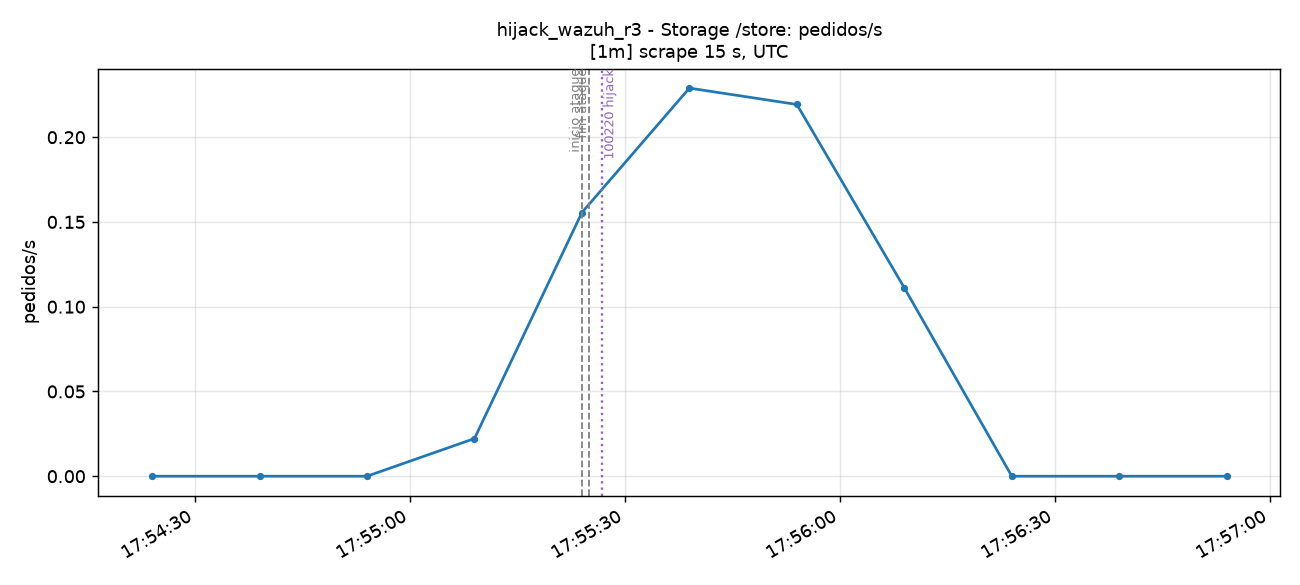 hijack_wazuh_r3 - Storage /store: pedidos/s
[1m] scrape 15 s, UTC
pedidos/s
0.20
0.15
0.10
0.05
0.00
inicio ataque
fim ataque
100220 hijack
17:54:30
17:55:00
17:55:30
17:56:00
17:56:30
17:57:00